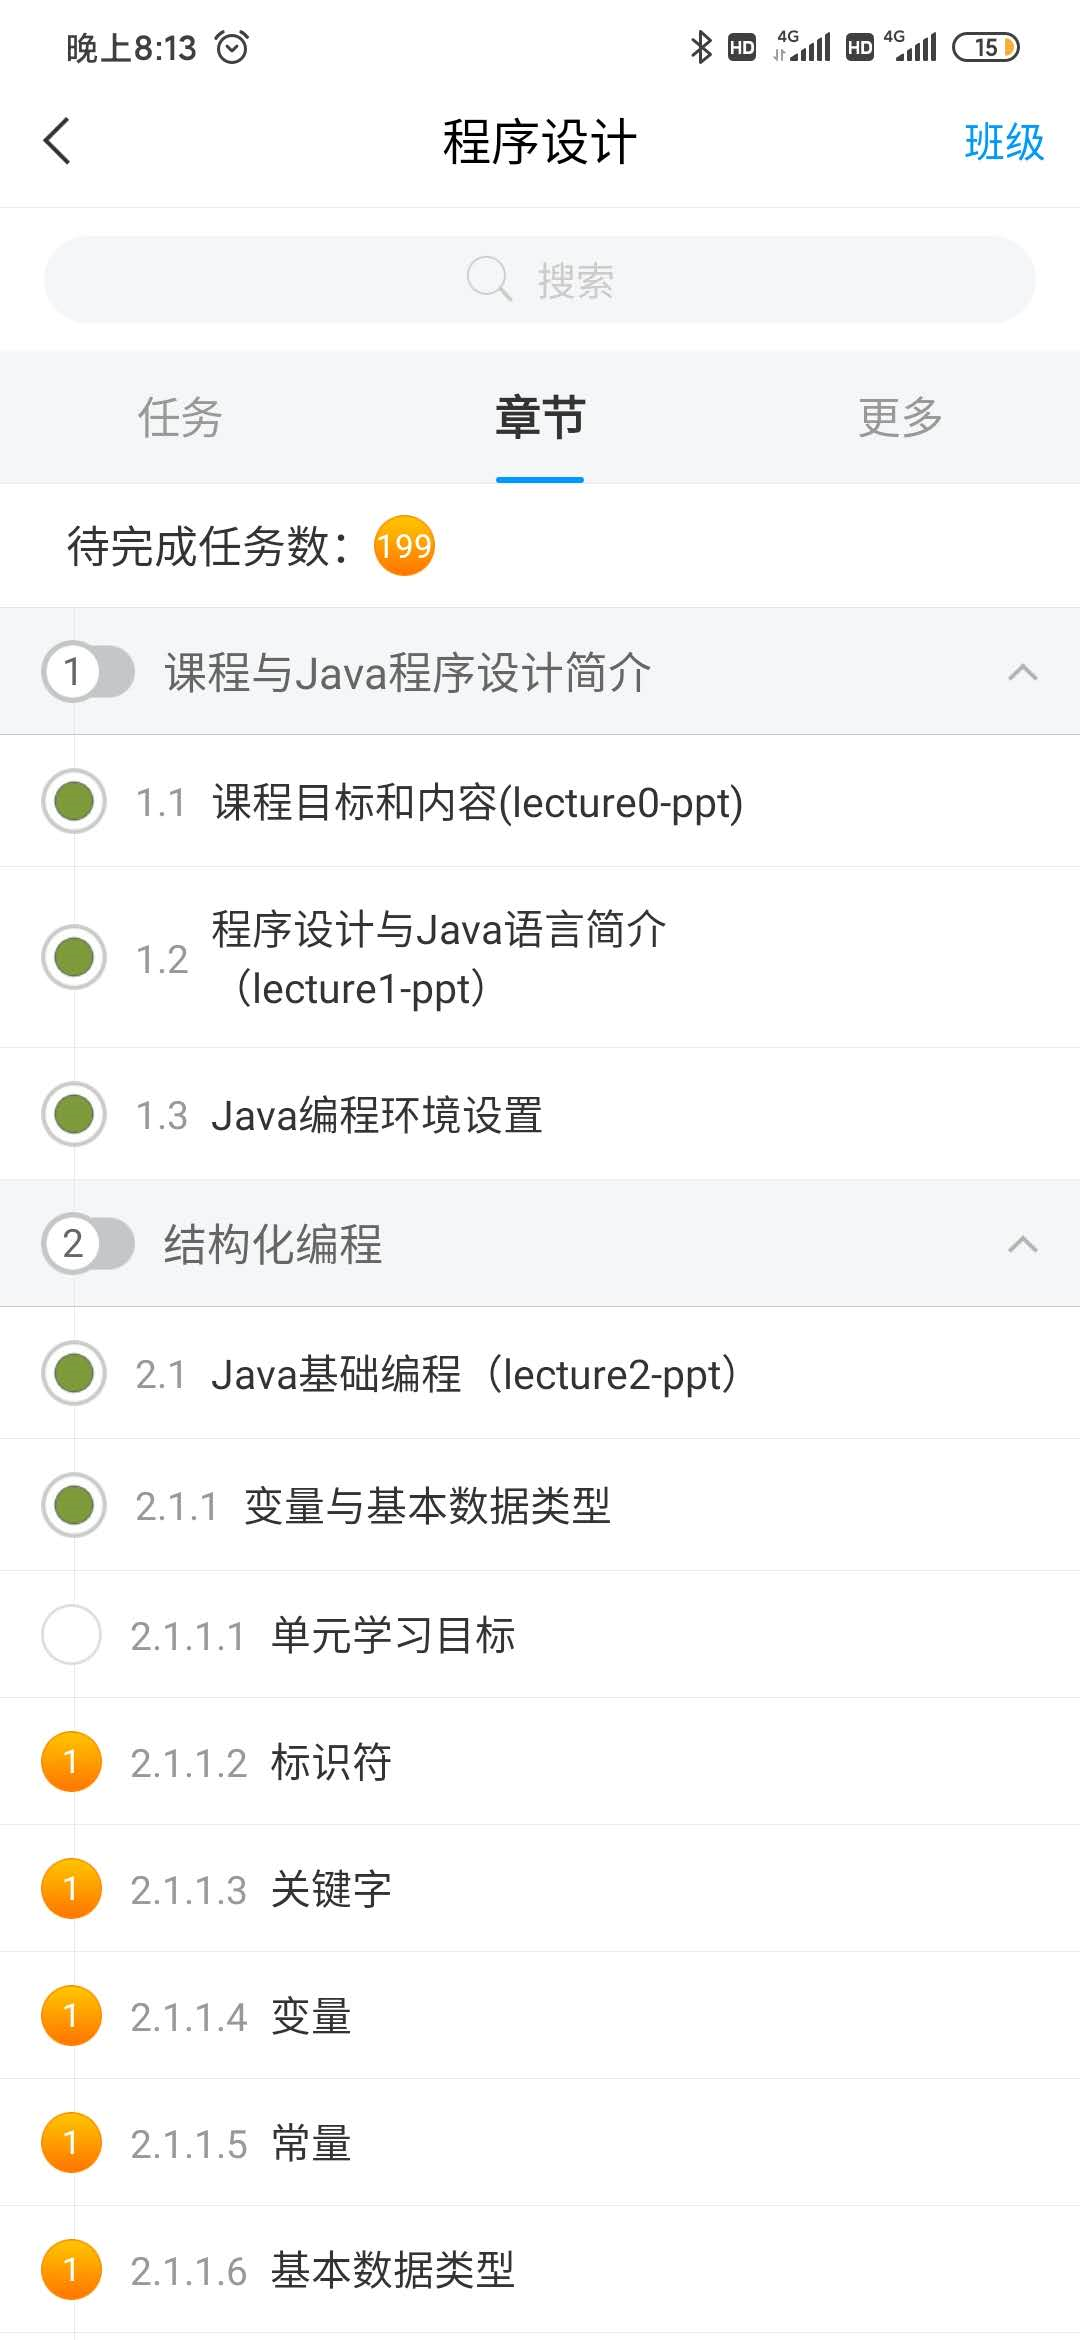 晚上8:13
HD 4G HD 4G 15
程序设计
班级
搜索
任务 章节 更多
待完成任务数：199
1 课程与Java程序设计简介
1.1 课程目标和内容(lecture0-ppt)
1.2 程序设计与Java语言简介
（lecture1-ppt）
1.3 Java编程环境设置
2 结构化编程
2.1 Java基础编程（lecture2-ppt）
2.1.1 变量与基本数据类型
2.1.1.1 单元学习目标
1 2.1.1.2 标识符
1 2.1.1.3 关键字
1 2.1.1.4 变量
1 2.1.1.5 常量
1 2.1.1.6 基本数据类型